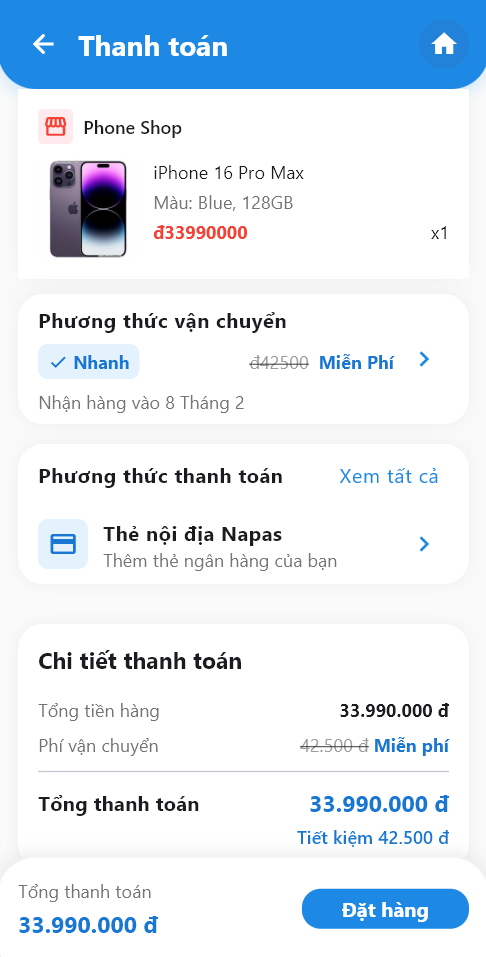 Thanh toán
Phone Shop
iPhone 16 Pro Max
Màu: Blue, 128GB
đ33990000 x1
Phương thức vận chuyển
Nhanh đ42500 Miễn Phí
Nhận hàng vào 8 Tháng 2
Phương thức thanh toán Xem tất cả
Thẻ nội địa Napas
Thêm thẻ ngân hàng của bạn
Chi tiết thanh toán
Tổng tiền hàng 33.990.000 đ
Phí vận chuyển 42.500 đ Miễn phí
Tổng thanh toán 33.990.000 đ
Tiết kiệm 42.500 đ
Tổng thanh toán
33.990.000 đ
Đặt hàng